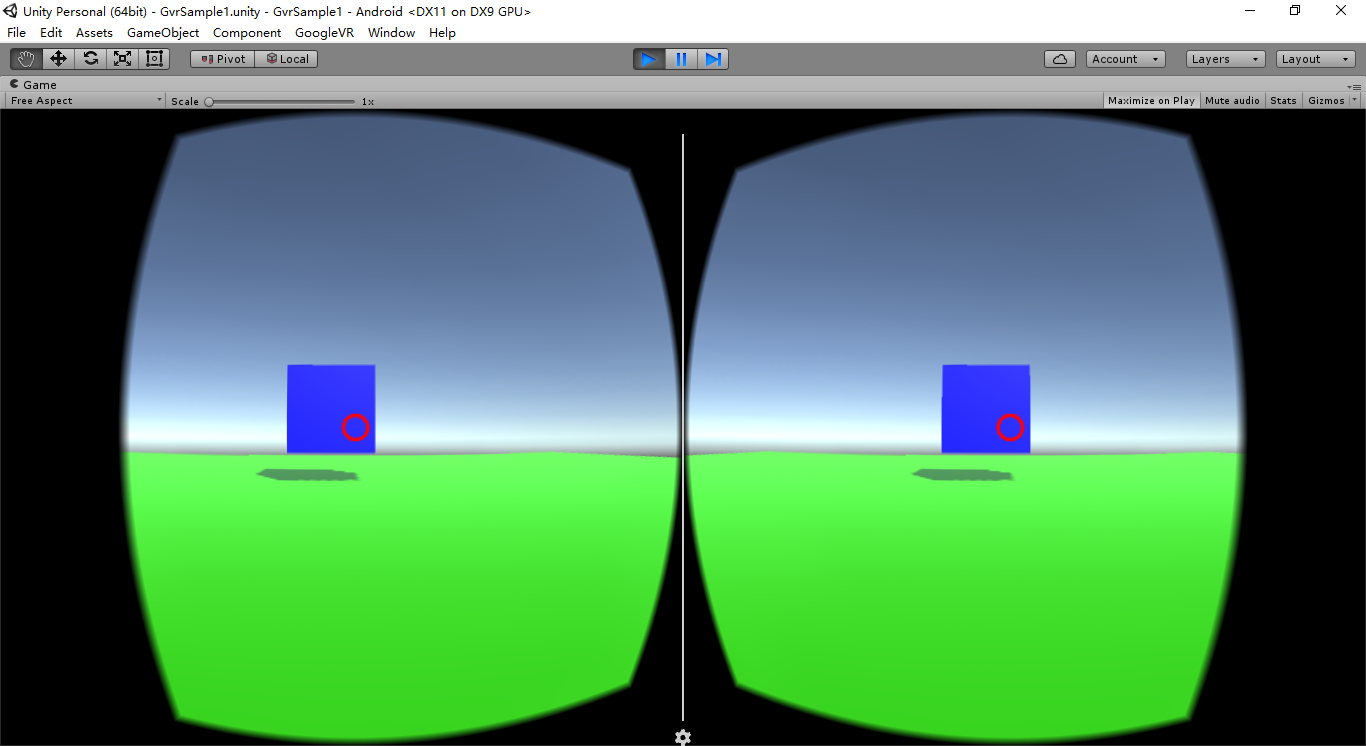 Unity Personal (64bit) - GvrSample1.unity - GvrSample1 - Android <DX11 on DX9 GPU>
File Edit Assets GameObject Component GoogleVR Window Help
Pivot Local Account Layers Layout
Game
Free Aspect Scale 1x Maximize on Play Mute audio Stats Gizmos